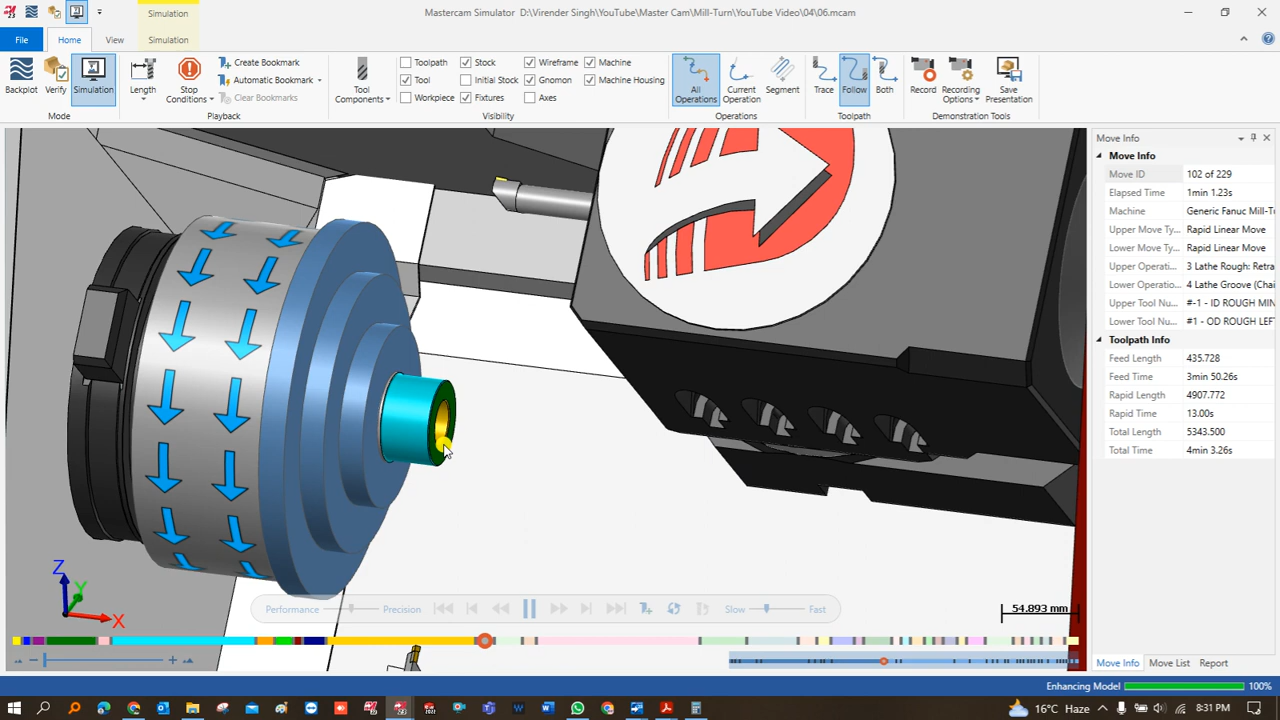 Simulation
Mastercam Simulator D:\Virender Singh\YouTube\Master Cam\Mill-Turn\YouTube Video\04\06.mcam
File Home View Simulation
Backplot Verify Simulation
Mode
Length
Stop Conditions
Create Bookmark
Automatic Bookmark
Clear Bookmarks
Playback
Tool Components
Toolpath Stock Wireframe Machine
Tool Initial Stock Gnomon Machine Housing
Workpiece Fixtures Axes
Visibility
All Operations
Current Operation
Segment
Operations
Trace Follow Both
Toolpath
Record
Recording Options
Save Presentation
Demonstration Tools
Move Info
Move Info
Move ID 102 of 229
Elapsed Time 1min 1.23s
Machine Generic Fanuc Mill-T
Upper Move Ty... Rapid Linear Move
Lower Move Ty... Rapid Linear Move
Upper Operati... 3 Lathe Rough: Retra
Lower Operati... 4 Lathe Groove (Chai
Upper Tool Nu... #-1 - ID ROUGH MIN
Lower Tool Nu... #1 - OD ROUGH LEFT
Toolpath Info
Feed Length 435.728
Feed Time 3min 50.26s
Rapid Length 4907.772
Rapid Time 13.00s
Total Length 5343.500
Total Time 4min 3.26s
Z
Y
X
Performance Precision Slow Fast
54.893 mm
Move Info Move List Report
Enhancing Model 100%
16°C Haze 8:31 PM